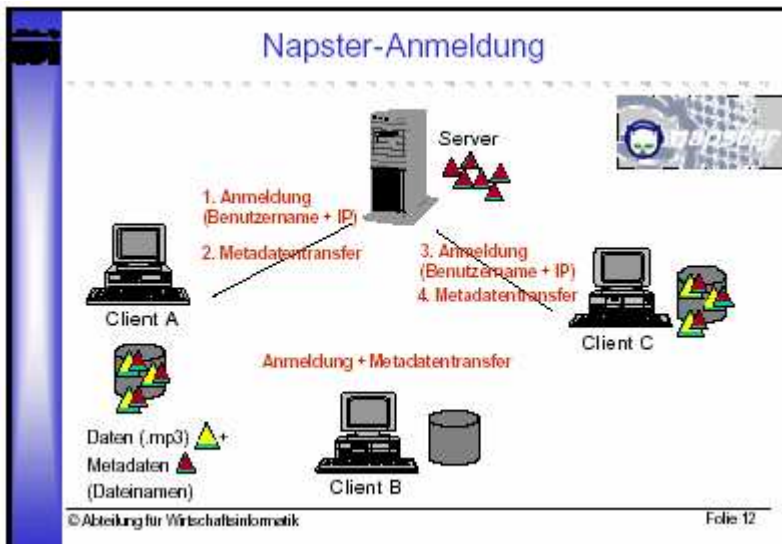 Napster-Anmeldung
Server
napster
1. Anmeldung
(Benutzername + IP)
2. Metadatentransfer
3. Anmeldung
(Benutzername + IP)
4. Metadatentransfer
Client A
Client C
Anmeldung + Metadatentransfer
Daten (.mp3) +
Metadaten
(Dateinamen)
Client B
© Abteilung für Wirtschaftsinformatik
Folie 12